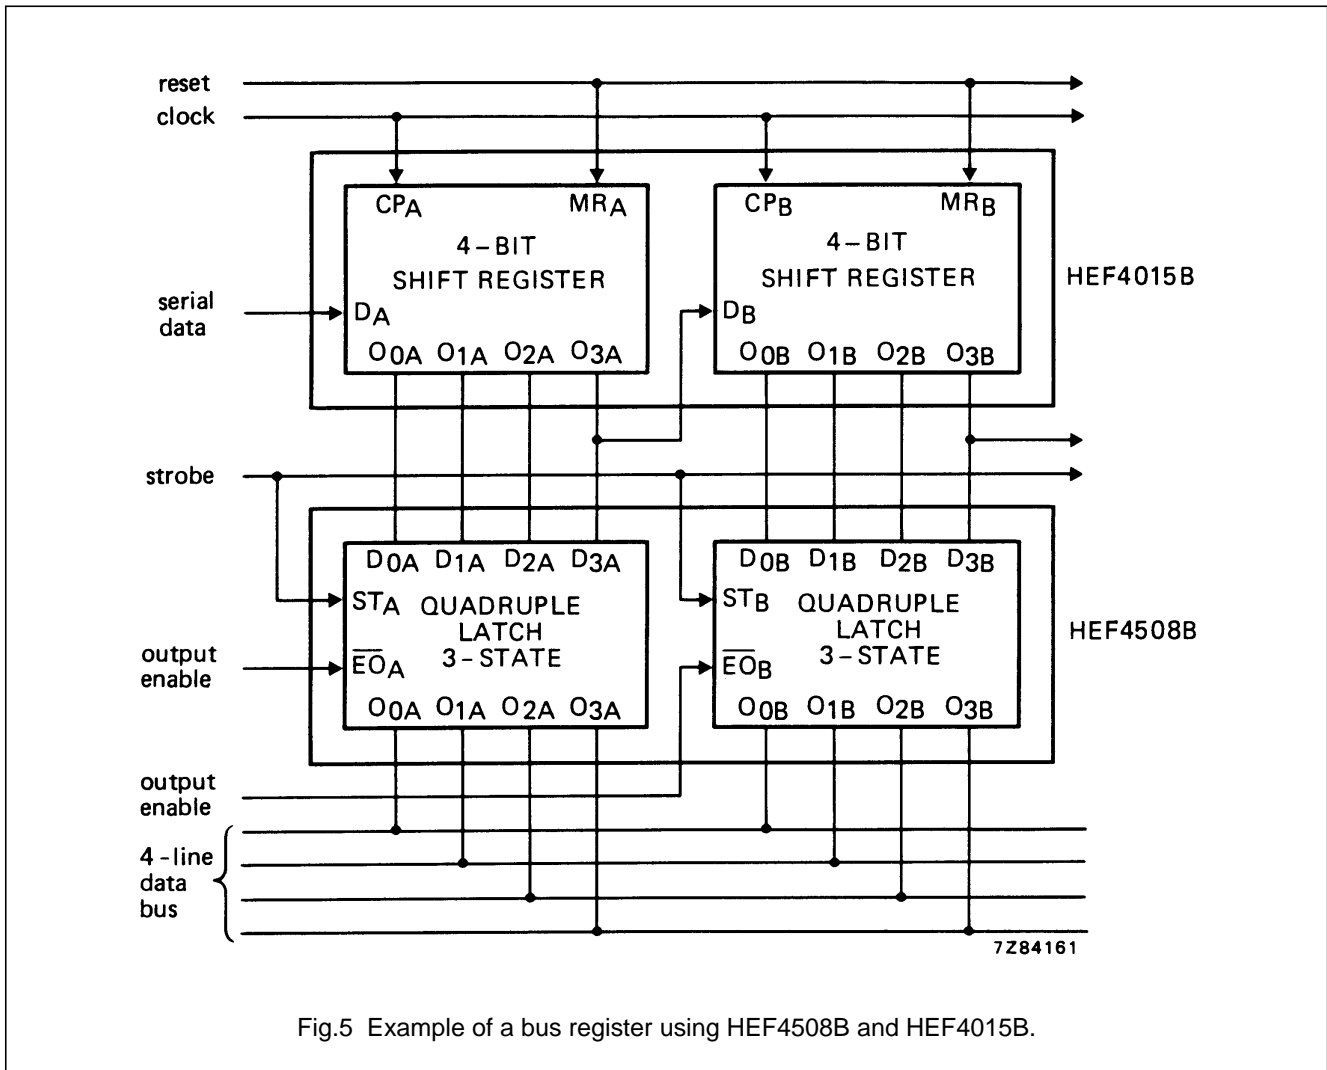 reset
clock
CPA MRA
4-BIT
SHIFT REGISTER
DA
O0A O1A O2A O3A
CPB MRB
4-BIT
SHIFT REGISTER
DB
O0B O1B O2B O3B
HEF4015B
serial
data
strobe
D0A D1A D2A D3A
STA QUADRUPLE
LATCH
3-STATE
E̅O̅A
O0A O1A O2A O3A
D0B D1B D2B D3B
STB QUADRUPLE
LATCH
3-STATE
E̅O̅B
O0B O1B O2B O3B
HEF4508B
output
enable
output
enable
4-line
data
bus
7Z84161
Fig.5 Example of a bus register using HEF4508B and HEF4015B.